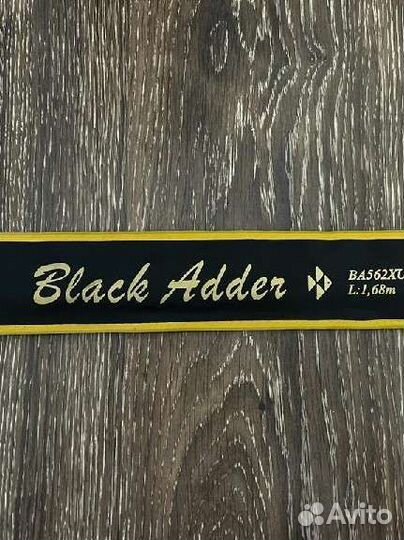 Black Adder
BA562XU
L:1,68m
Avito